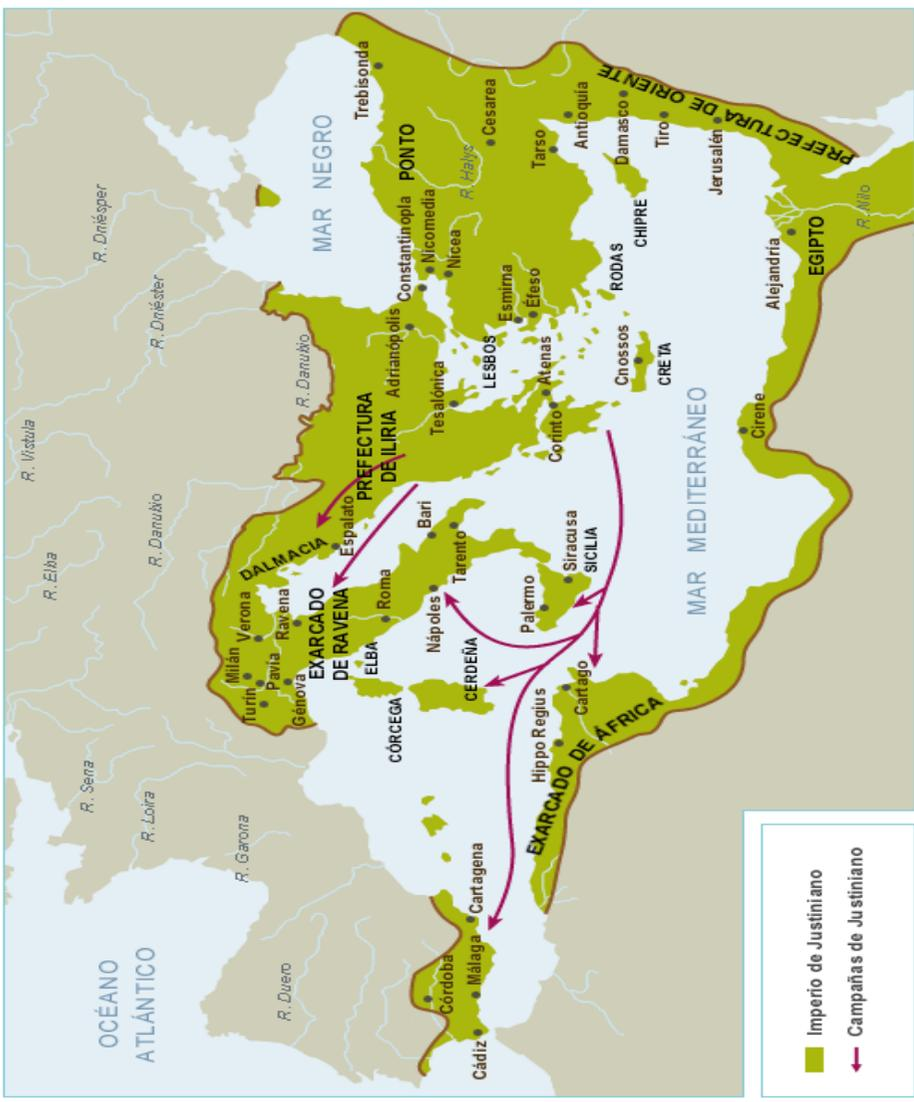 OCÉANO
ATLÁNTICO
R. Duero
R. Garona
R. Loira
R. Sena
R. Elba
R. Vístula
R. Danubio
R. Danubio
R. Dniéster
R. Dniésper
MAR NEGRO
Trebisonda
PONTO
Constantinopla
Nicomedia
Nicea
Adrianópolis
R. Halys
Cesarea
PREFECTURA DE ORIENTE
Tarso
Antioquía
Damasco
Tiro
Jerusalén
CHIPRE
RODAS
Esmirna
Éfeso
LESBOS
Atenas
Corinto
Tesalónica
PREFECTURA
DE ILIRIA
Cnossos
CRETA
Alejandría
EGIPTO
R. Nilo
Cirene
MAR MEDITERRÁNEO
DALMACIA
Espalato
Milán
Verona
Turín
Pavia
Ravena
Génova
EXARCADO
DE RAVENA
Roma
Bari
Tarento
Nápoles
ELBA
CÓRCEGA
CERDEÑA
Palermo
Siracusa
SICILIA
Cartago
Hippo Regius
EXARCADO DE ÁFRICA
Córdoba
Cartagena
Málaga
Cádiz
Imperio de Justiniano
Campañas de Justiniano